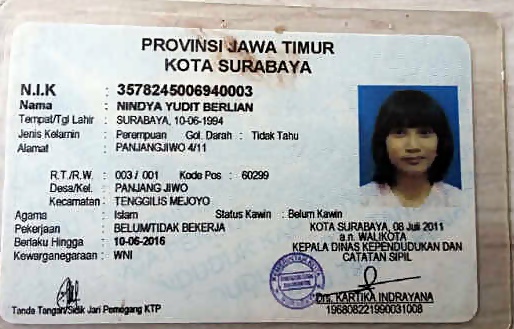 PROVINSI JAWA TIMUR
KOTA SURABAYA
N.I.K : 3578245006940003
Nama : NINDYA YUDIT BERLIAN
Tempat/Tgl Lahir : SURABAYA, 10-06-1994
Jenis Kelamin : Perempuan Gol. Darah : Tidak Tahu
Alamat : PANJANGJIWO 4/11
R.T./R.W. : 003 / 001 Kode Pos : 60299
Desa/Kel. : PANJANG JIWO
Kecamatan : TENGGILIS MEJOYO
Agama : Islam Status Kawin : Belum Kawin
Pekerjaan : BELUM/TIDAK BEKERJA
Berlaku Hingga : 10-06-2016
Kewarganegaraan : WNI
KOTA SURABAYA, 08 Juli 2011
a.n. WALIKOTA
KEPALA DINAS KEPENDUDUKAN DAN
CATATAN SIPIL
Drs. KARTIKA INDRAYANA
196808221990031008
Tanda Tangan/Sidik Jari Pemegang KTP